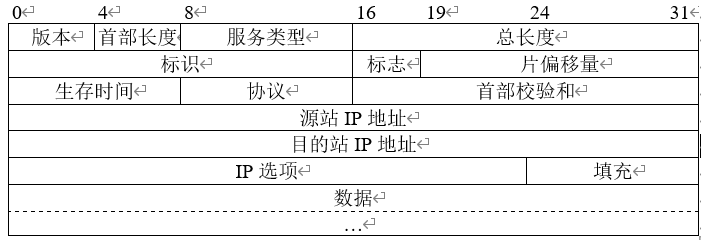 0 4 8 16 19 24 31
版本 首部长度 服务类型 总长度
标识 标志 片偏移量
生存时间 协议 首部校验和
源站 IP 地址
目的站 IP 地址
IP 选项 填充
数据
…